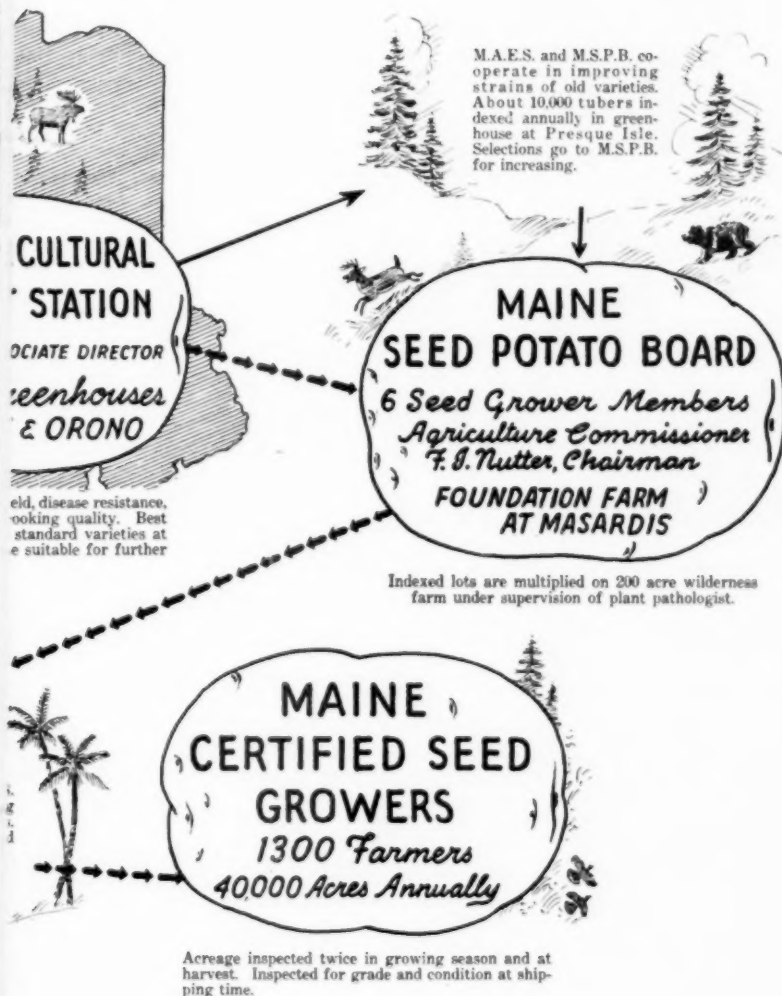 M.A.E.S. and M.S.P.B. co-
operate in improving
strains of old varieties.
About 10,000 tubers in-
dexed annually in green-
house at Presque Isle.
Selections go to M.S.P.B.
for increasing.
CULTURAL
STATION
OCIATE DIRECTOR
reenhouses
& ORONO
eld, disease resistance,
ooking quality. Best
standard varieties at
e suitable for further
MAINE
SEED POTATO BOARD
6 Seed Grower Members
Agriculture Commissioner
F. J. Nutter, Chairman
FOUNDATION FARM
AT MASARDIS
Indexed lots are multiplied on 200 acre wilderness
farm under supervision of plant pathologist.
MAINE
CERTIFIED SEED
GROWERS
1300 Farmers
40,000 Acres Annually
Acreage inspected twice in growing season and at
harvest. Inspected for grade and condition at ship-
ping time.